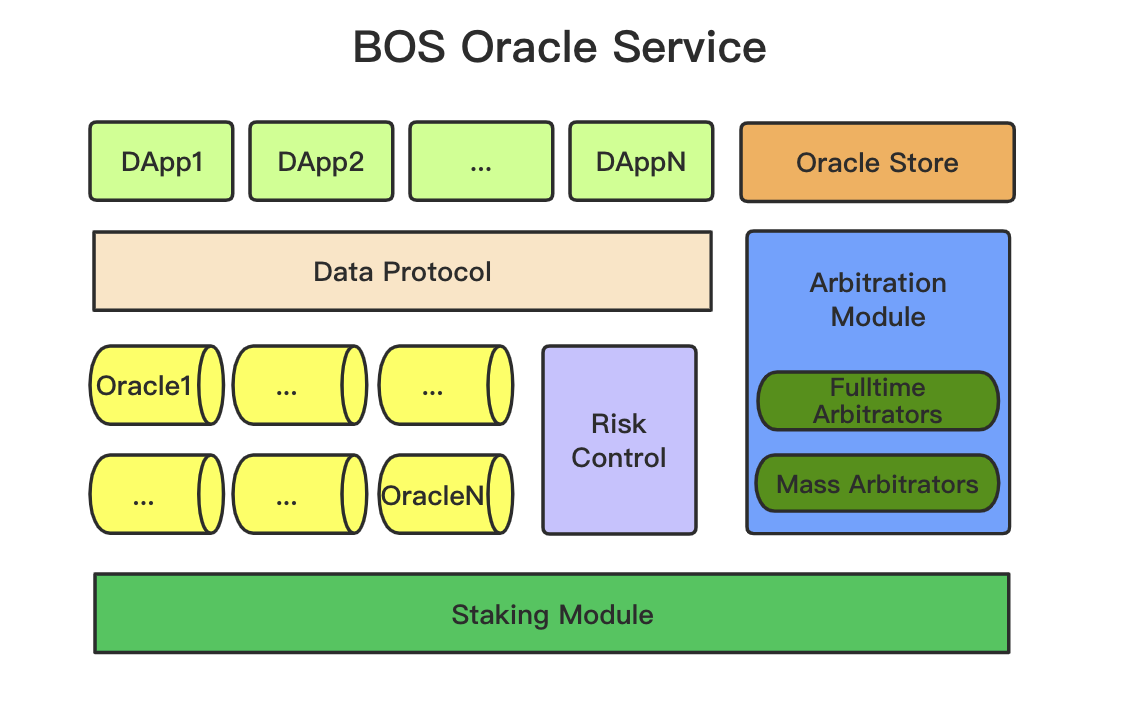 BOS Oracle Service
DApp1
DApp2
...
DAppN
Oracle Store
Data Protocol
Arbitration
Module
Oracle1
...
...
Risk
Control
Fulltime
Arbitrators
...
...
OracleN
Mass Arbitrators
Staking Module